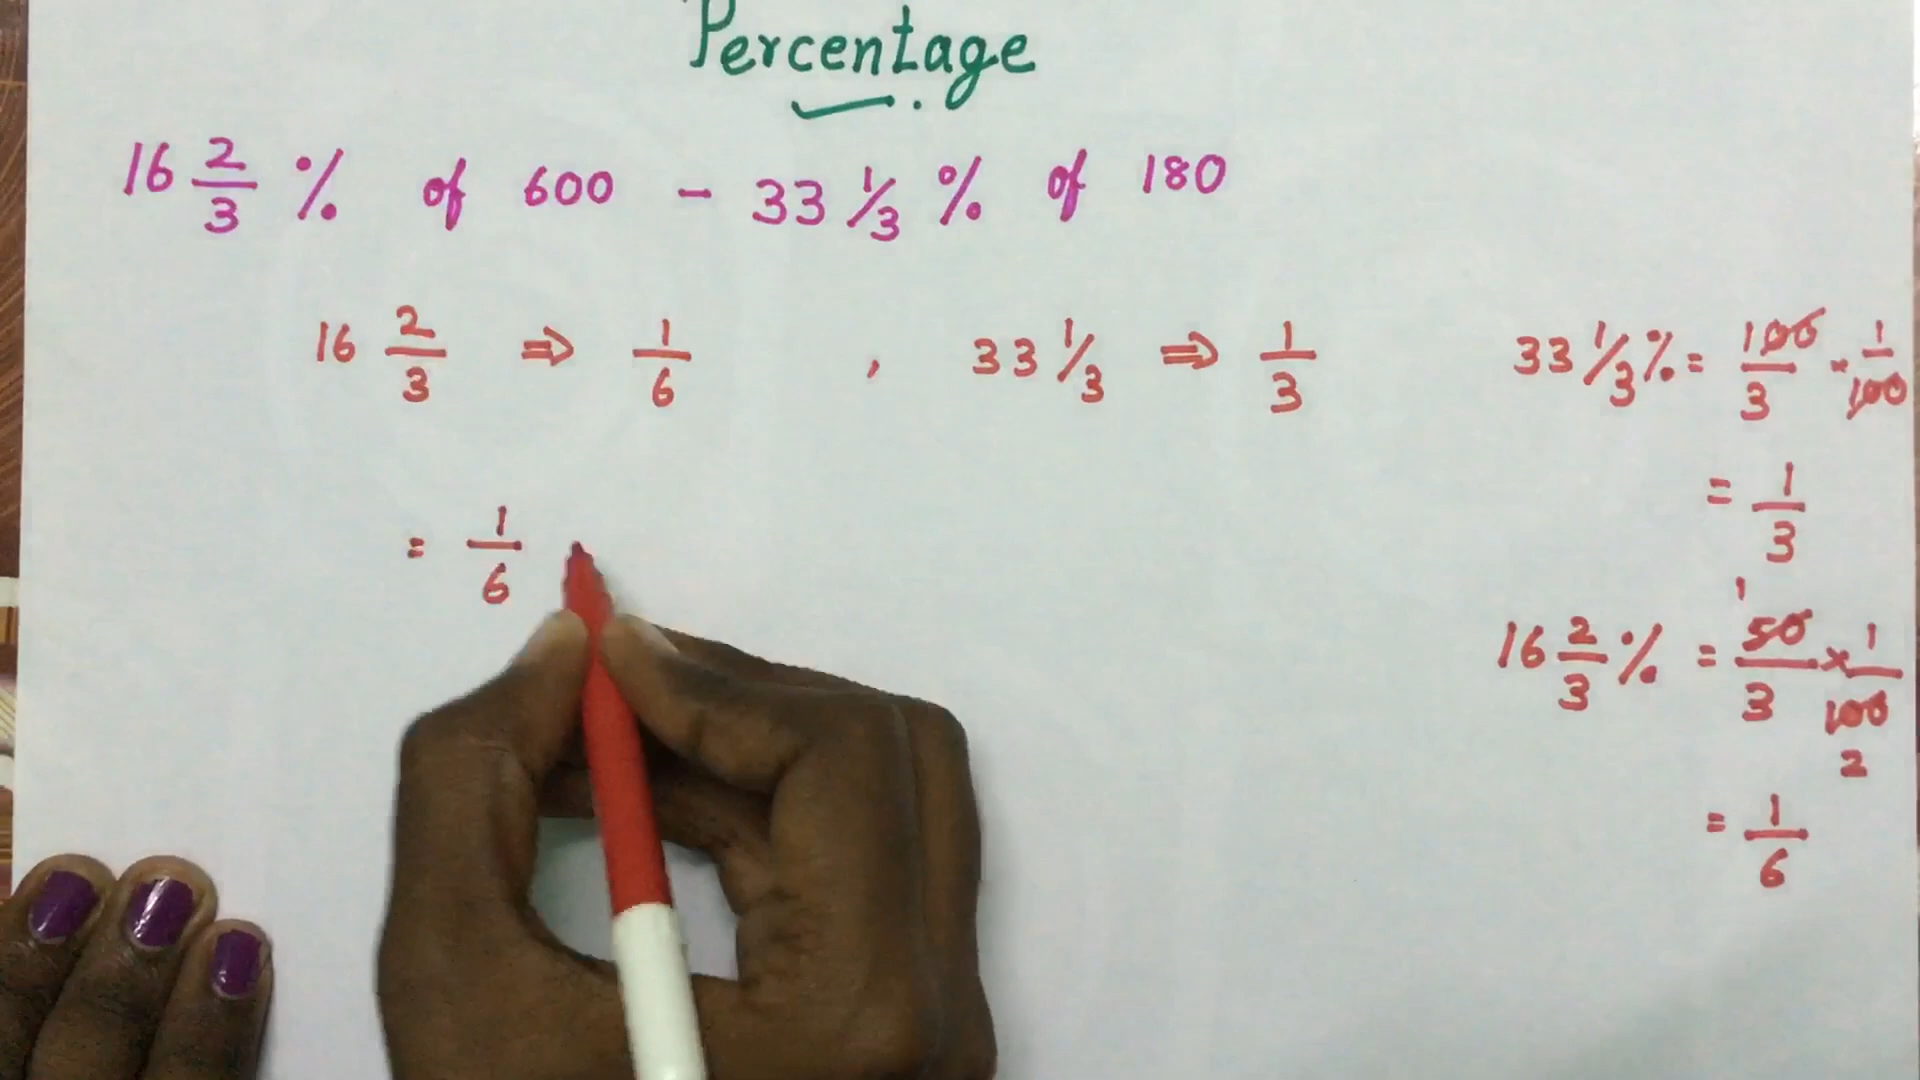 Percentage
16 2/3 % of 600 - 33 1/3 % of 180
16 2/3 ⇒ 1/6 , 33 1/3 ⇒ 1/3
33 1/3 % = 100/3 × 1/100
= 1/3
= 1/6
1
16 2/3 % = 50/3 × 1/100
2
= 1/6